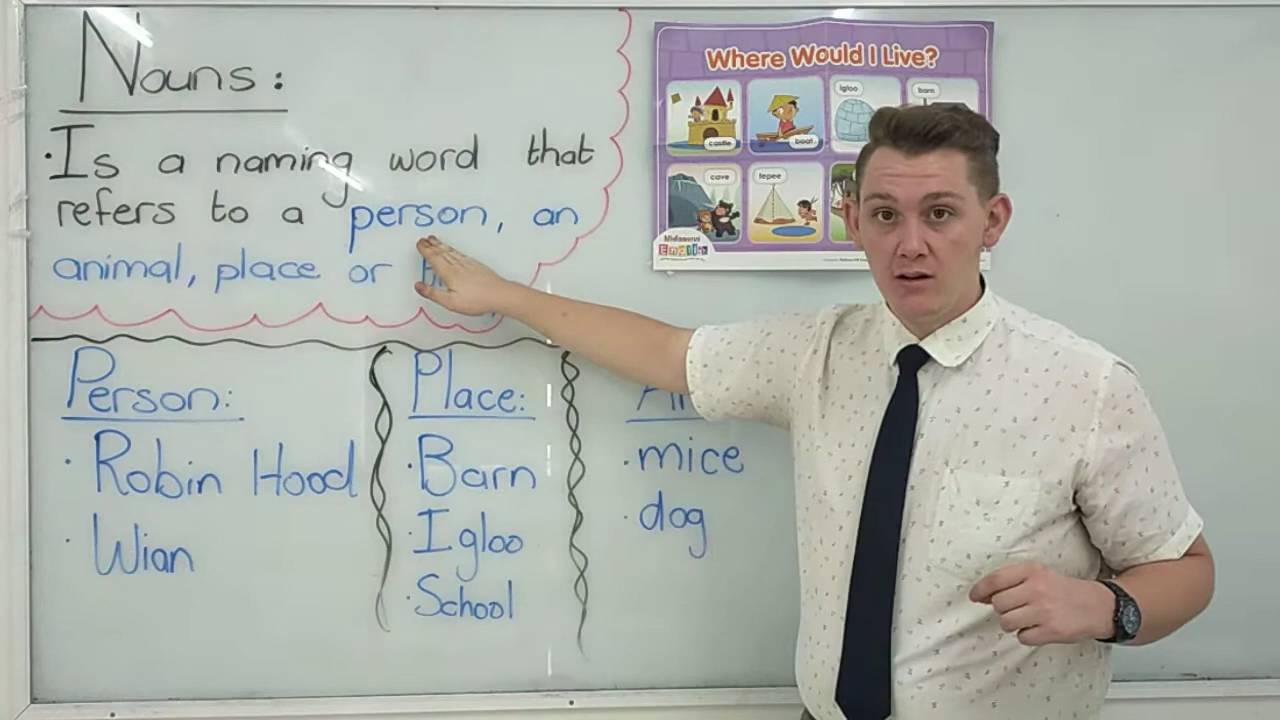 Nouns:
·Is a naming word that
refers to a person, an
animal, place or
Person:
· Robin Hood
· Wian
Place:
·Barn
·Igloo
·School
·mice
·dog
Where Would I Live?
castle
boat
igloo
barn
cave
tepee
English